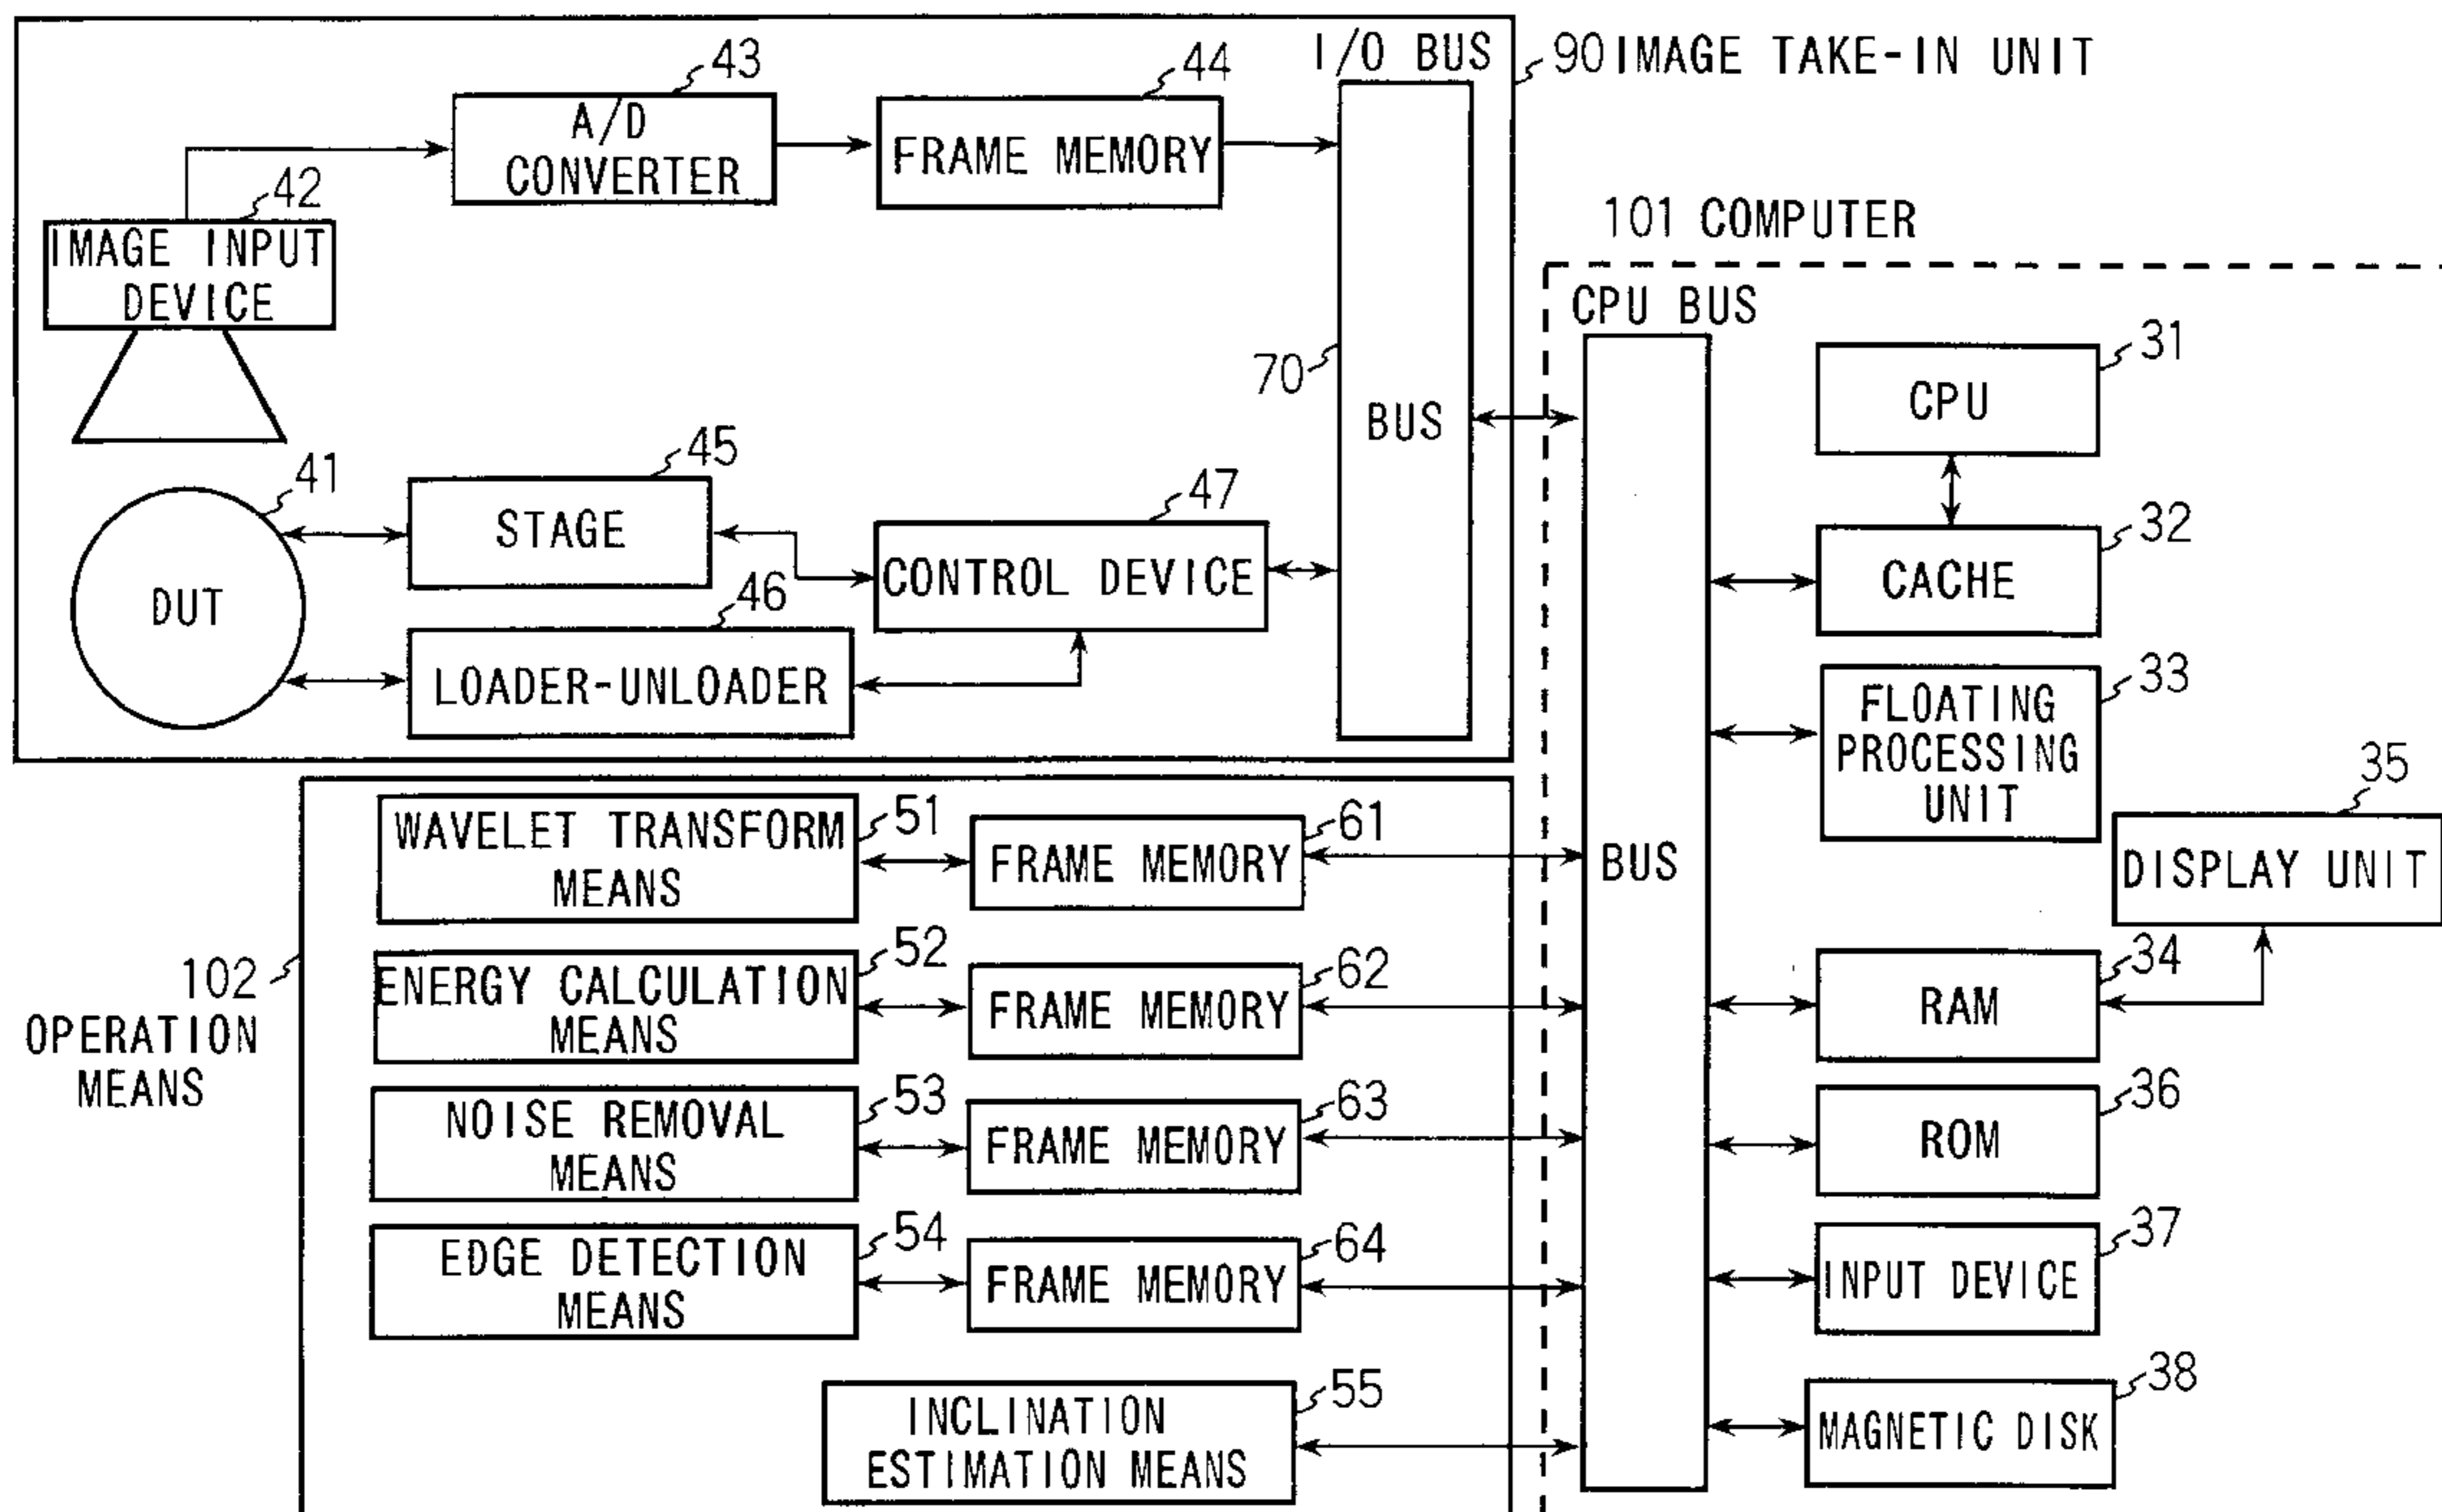 I/O BUS
90 IMAGE TAKE-IN UNIT
43
A/D
CONVERTER
44
FRAME MEMORY
42
IMAGE INPUT
DEVICE
70
BUS
41
DUT
45
STAGE
46
LOADER-UNLOADER
47
CONTROL DEVICE
101 COMPUTER
CPU BUS
BUS
31
CPU
32
CACHE
33
FLOATING
PROCESSING
UNIT
35
DISPLAY UNIT
34
RAM
36
ROM
37
INPUT DEVICE
38
MAGNETIC DISK
102
OPERATION
MEANS
WAVELET TRANSFORM
MEANS
51
FRAME MEMORY
61
ENERGY CALCULATION
MEANS
52
FRAME MEMORY
62
NOISE REMOVAL
MEANS
53
FRAME MEMORY
63
EDGE DETECTION
MEANS
54
FRAME MEMORY
64
INCLINATION
ESTIMATION MEANS
55